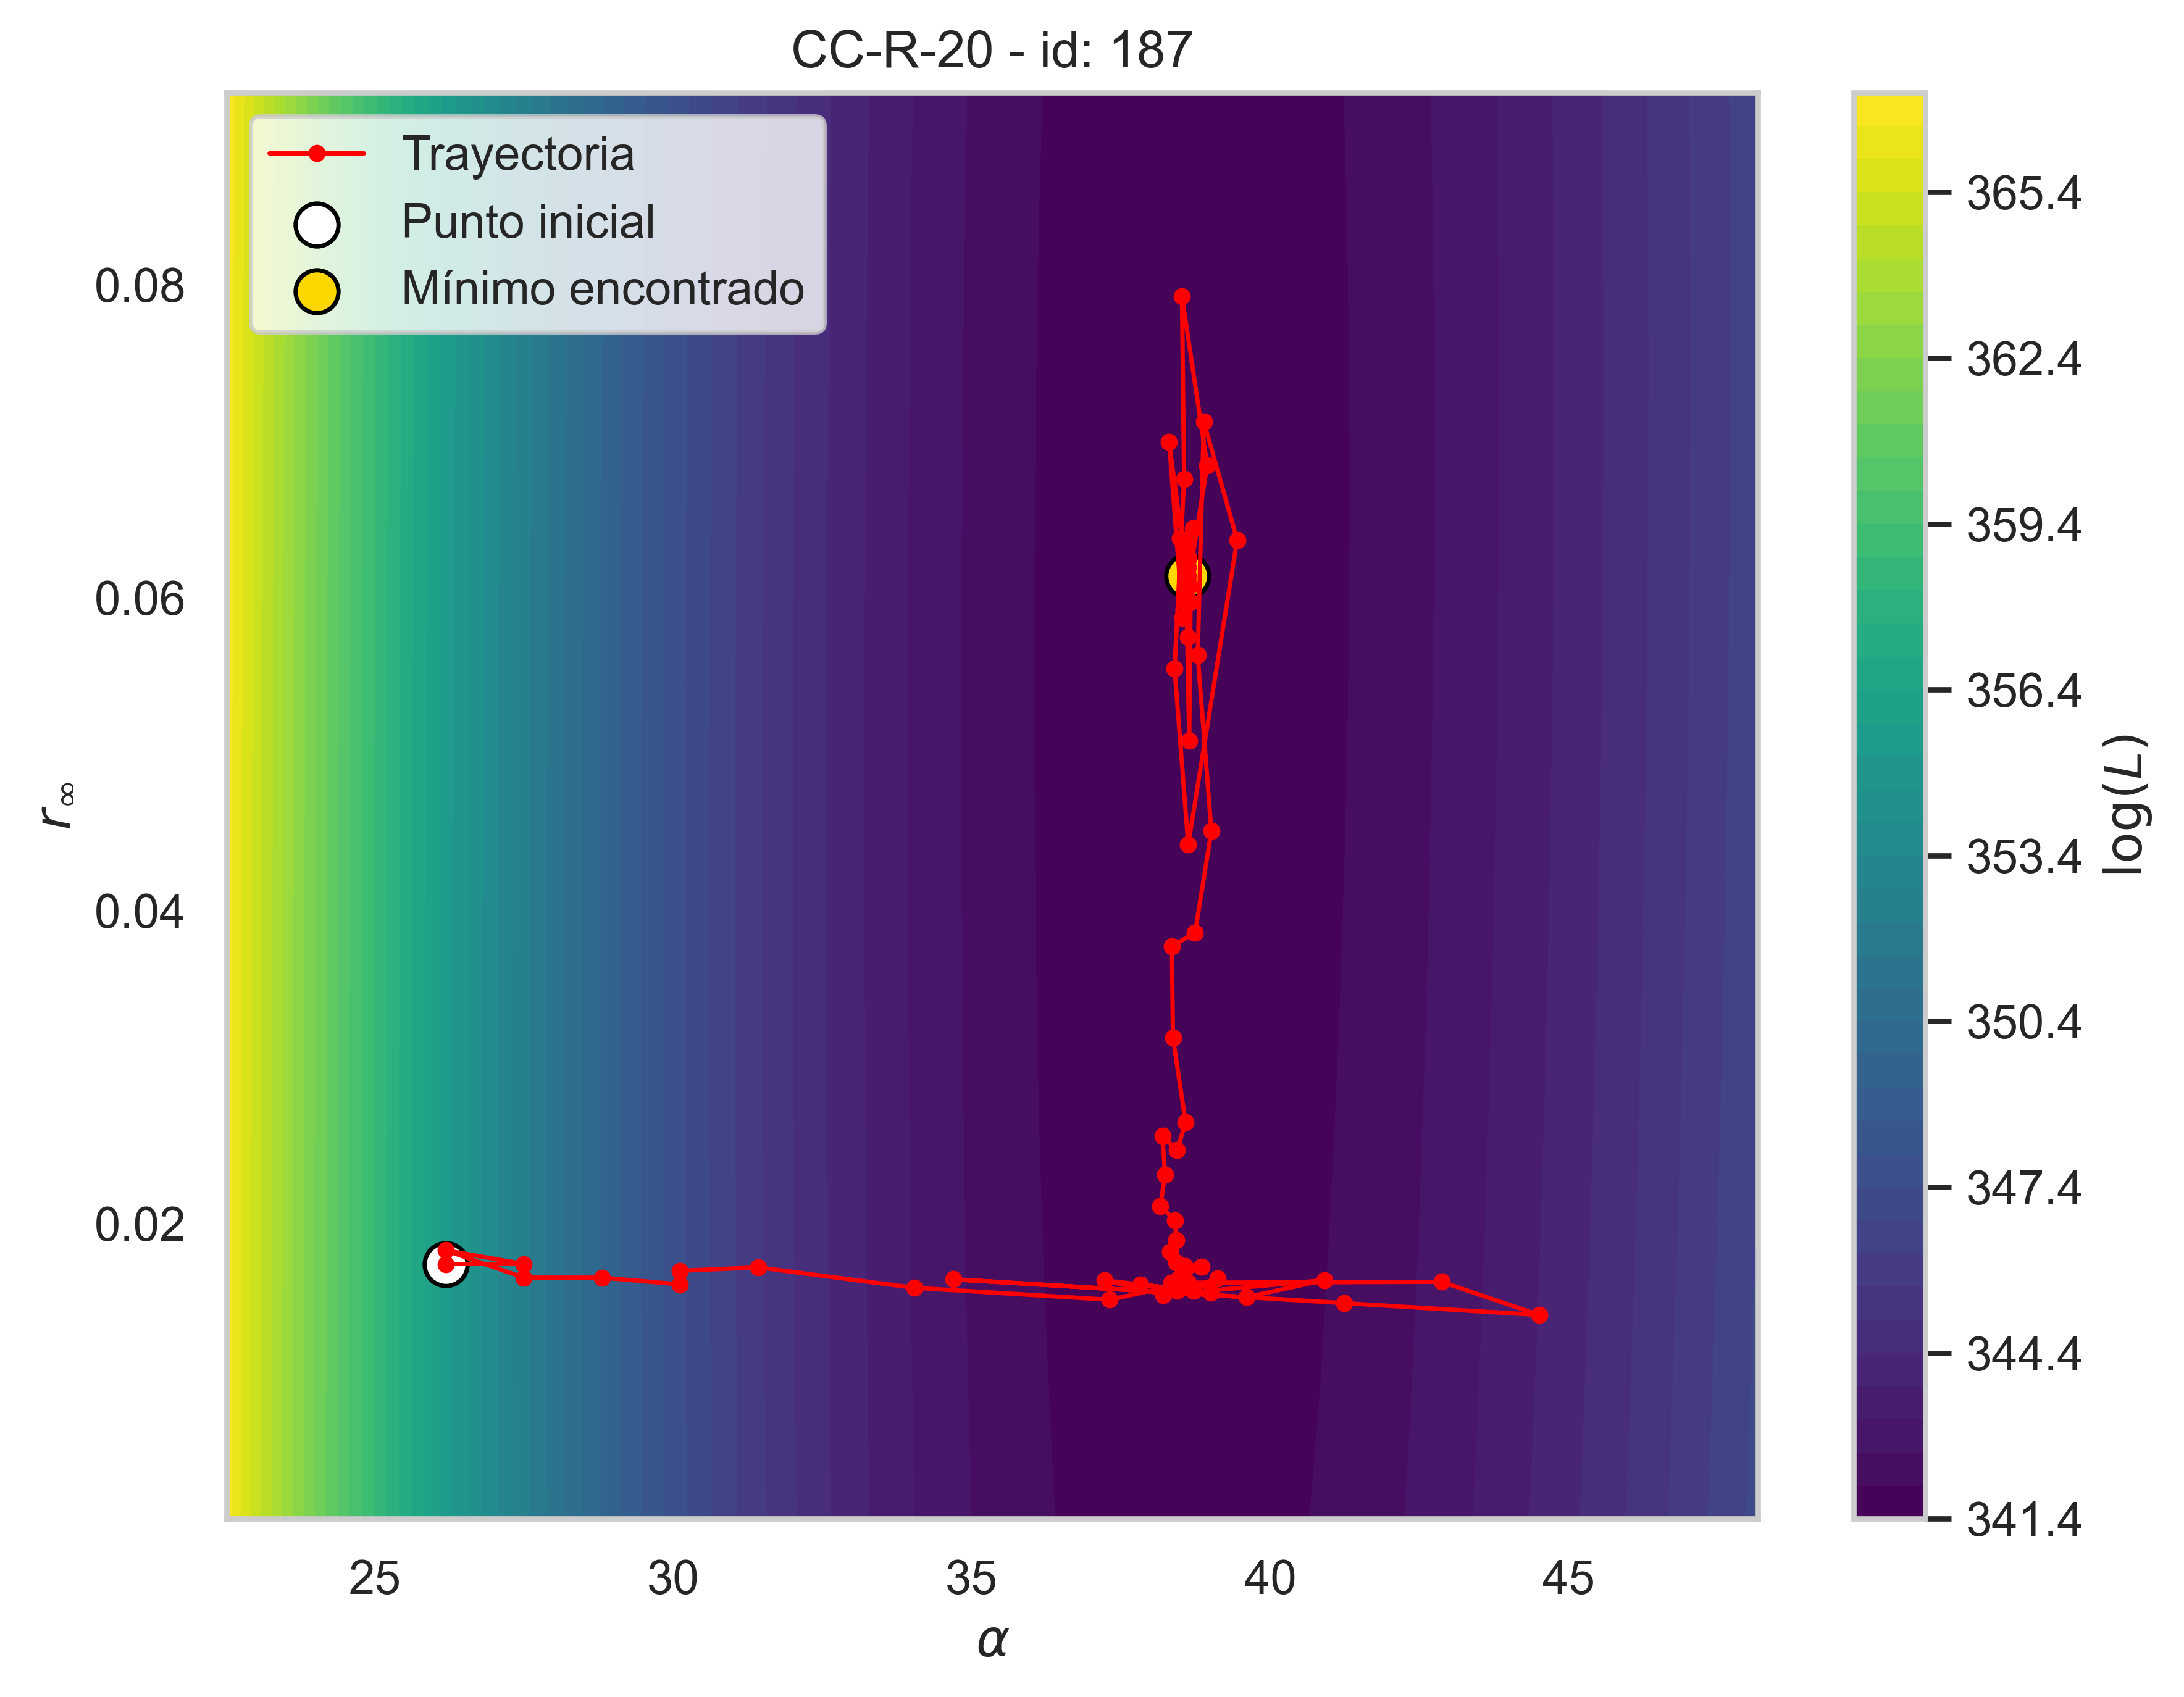 CC-R-20 - id: 187
Trayectoria
Punto inicial
Mínimo encontrado
0.08
0.06
0.04
0.02
r∞
25 30 35 40 45
α
365.4
362.4
359.4
356.4
353.4
350.4
347.4
344.4
341.4
log(L)